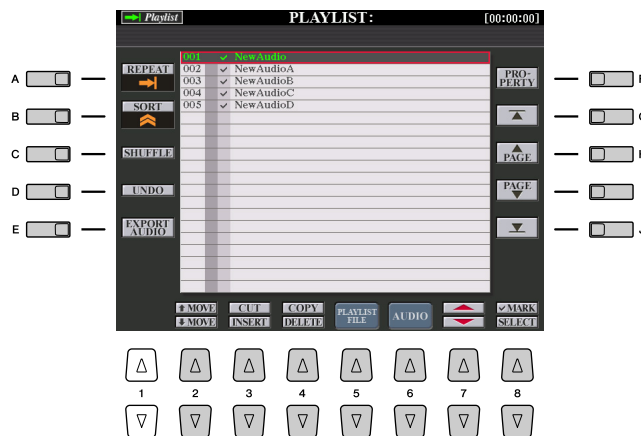 Playlist PLAYLIST: [00:00:00]
001 NewAudio
002 NewAudioA
003 NewAudioB
004 NewAudioC
005 NewAudioD
A REPEAT
B SORT
C SHUFFLE
D UNDO
E EXPORT AUDIO
PRO-PERTY
PAGE
PAGE
J
MOVE CUT COPY PLAYLIST FILE AUDIO MARK
MOVE INSERT DELETE SELECT
1 2 3 4 5 6 7 8